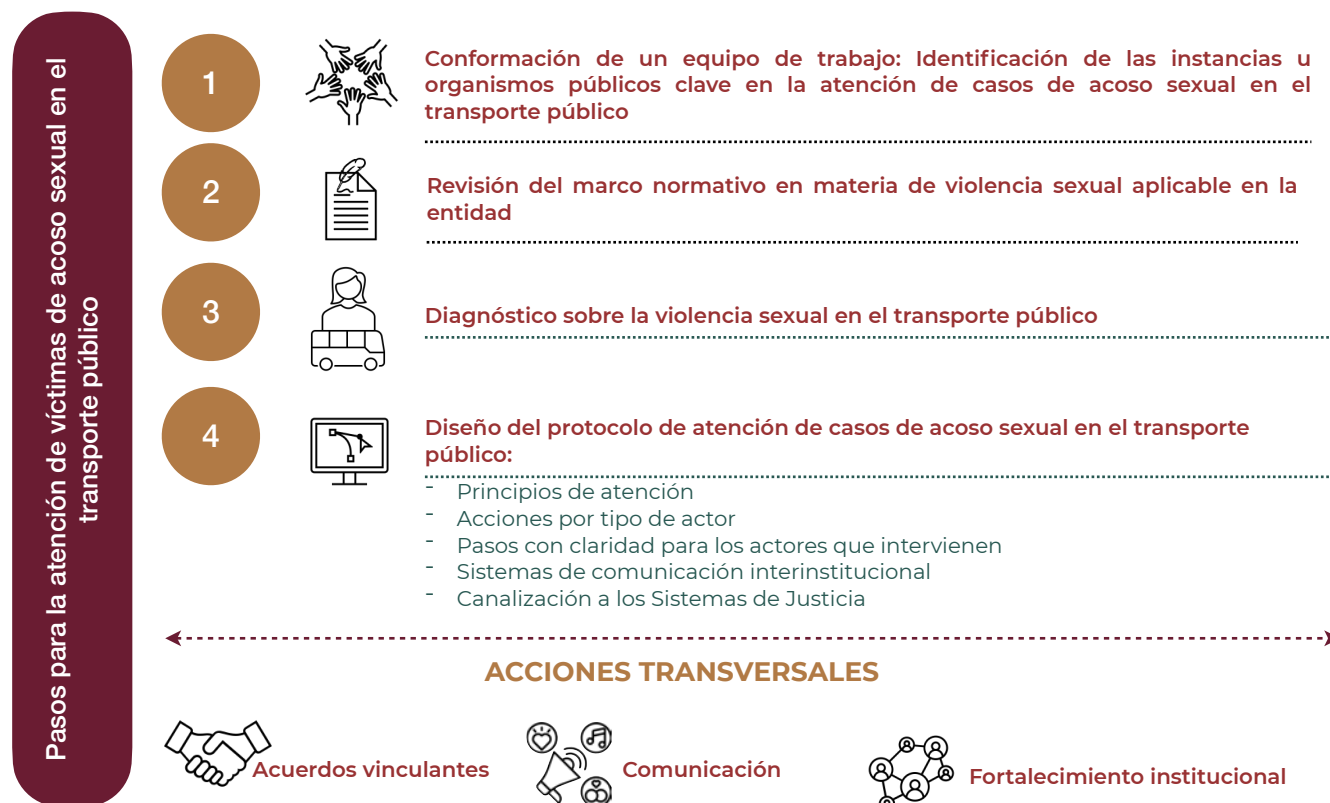 Pasos para la atención de víctimas de acoso sexual en el
transporte público
1
Conformación de un equipo de trabajo: Identificación de las instancias u
organismos públicos clave en la atención de casos de acoso sexual en el
transporte público
2
Revisión del marco normativo en materia de violencia sexual aplicable en la
entidad
3
Diagnóstico sobre la violencia sexual en el transporte público
4
Diseño del protocolo de atención de casos de acoso sexual en el transporte
público:
- Principios de atención
- Acciones por tipo de actor
- Pasos con claridad para los actores que intervienen
- Sistemas de comunicación interinstitucional
- Canalización a los Sistemas de Justicia
ACCIONES TRANSVERSALES
Acuerdos vinculantes
Comunicación
Fortalecimiento institucional